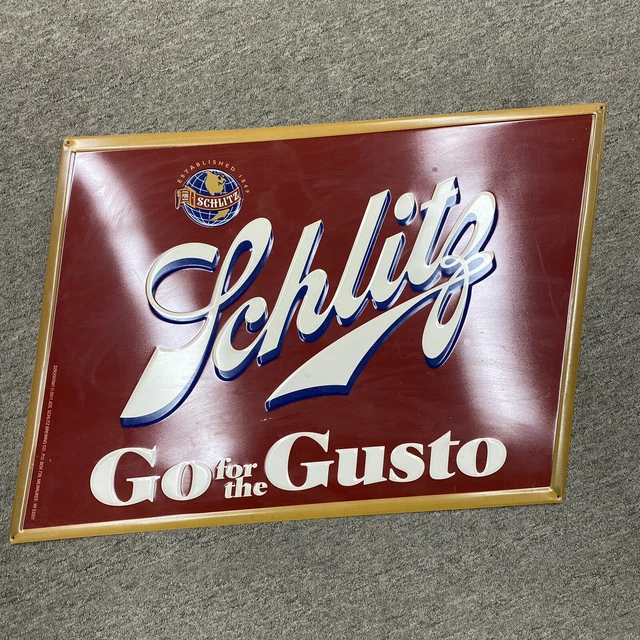 ESTABLISHED 1849
SCHLITZ
Schlitz
®
Go for the Gusto